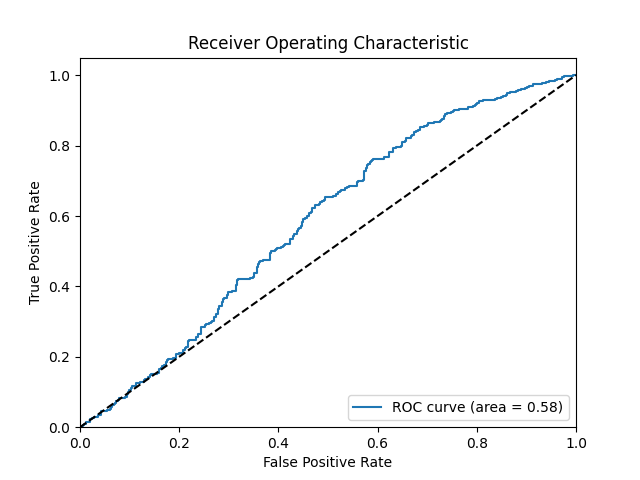 Receiver Operating Characteristic
1.0
0.8
0.6
0.4
0.2
0.0
True Positive Rate
ROC curve (area = 0.58)
0.0 0.2 0.4 0.6 0.8 1.0
False Positive Rate